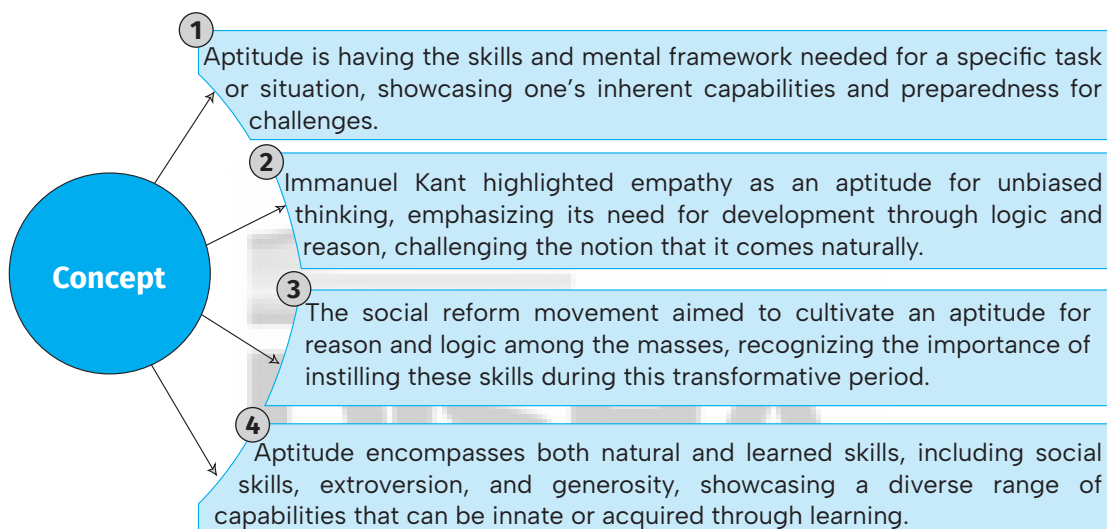 1
Aptitude is having the skills and mental framework needed for a specific task
or situation, showcasing one's inherent capabilities and preparedness for
challenges.
2
Immanuel Kant highlighted empathy as an aptitude for unbiased
thinking, emphasizing its need for development through logic and
reason, challenging the notion that it comes naturally.
Concept
3
The social reform movement aimed to cultivate an aptitude for
reason and logic among the masses, recognizing the importance of
instilling these skills during this transformative period.
4
Aptitude encompasses both natural and learned skills, including social
skills, extroversion, and generosity, showcasing a diverse range of
capabilities that can be innate or acquired through learning.